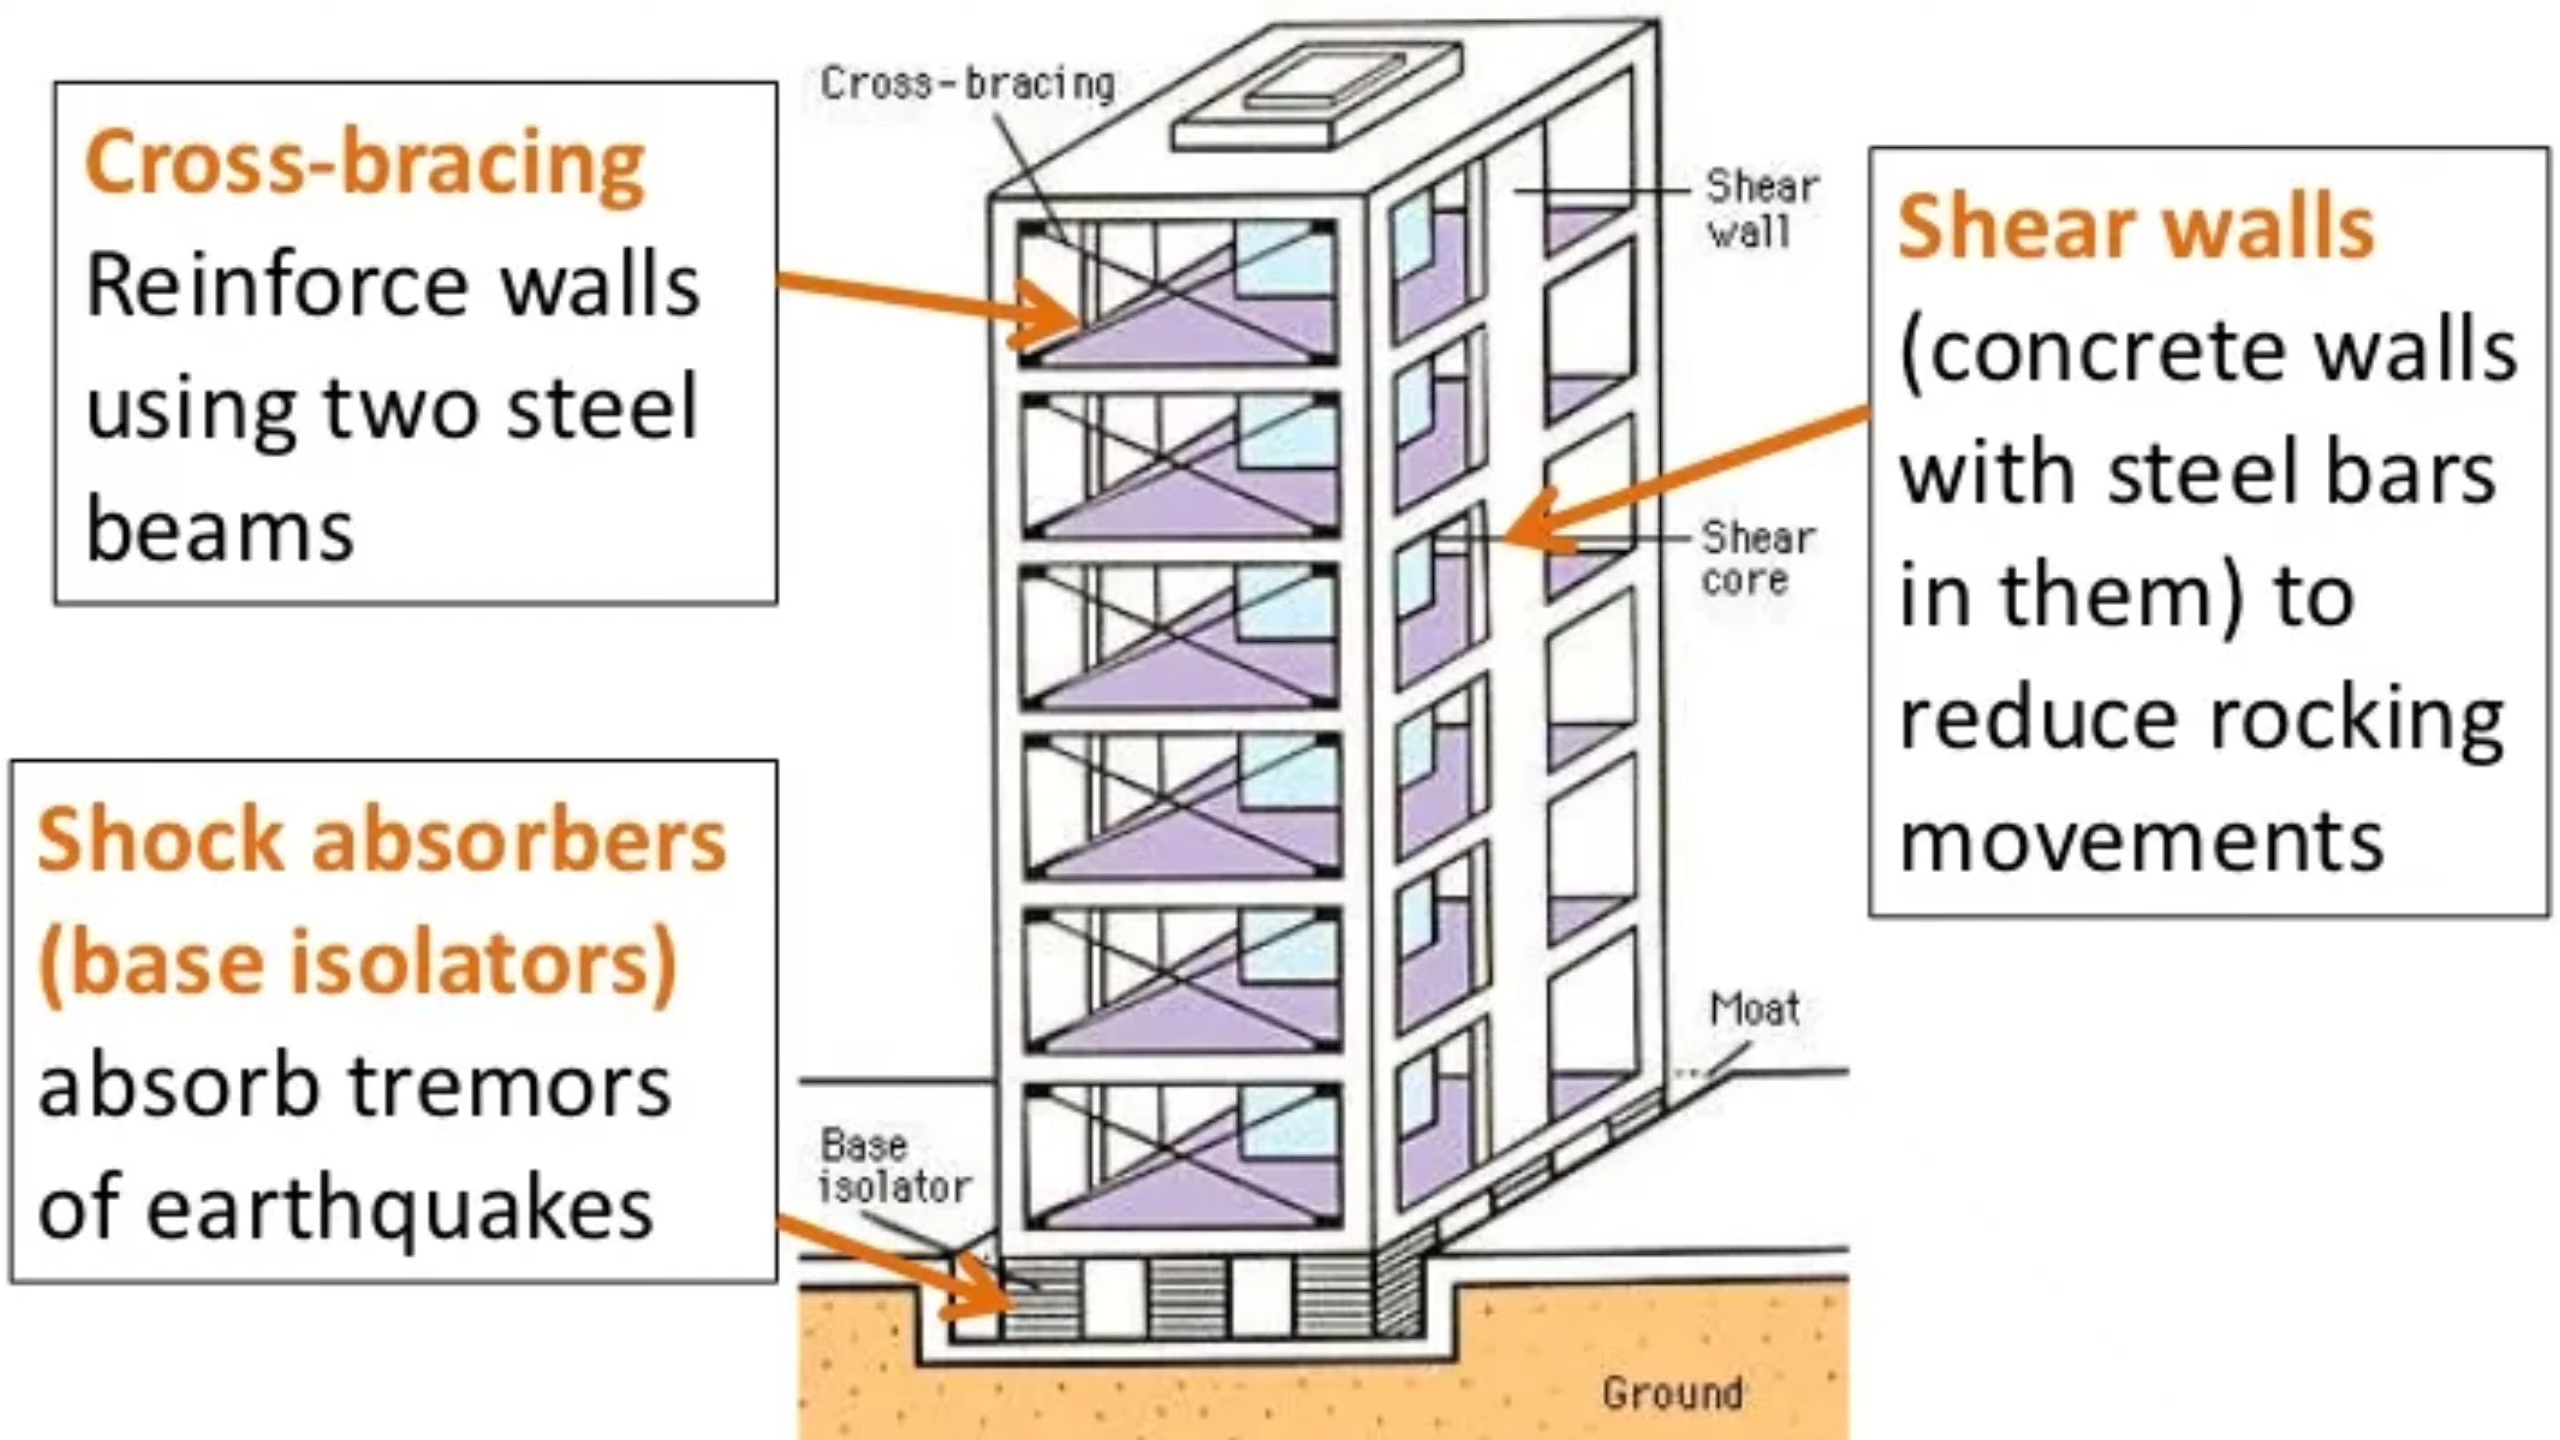 Cross-bracing
Reinforce walls
using two steel
beams
Shock absorbers
(base isolators)
absorb tremors
of earthquakes
Cross-bracing
Shear
wall
Shear
core
Moat
Base
isolator
Ground
Shear walls
(concrete walls
with steel bars
in them) to
reduce rocking
movements